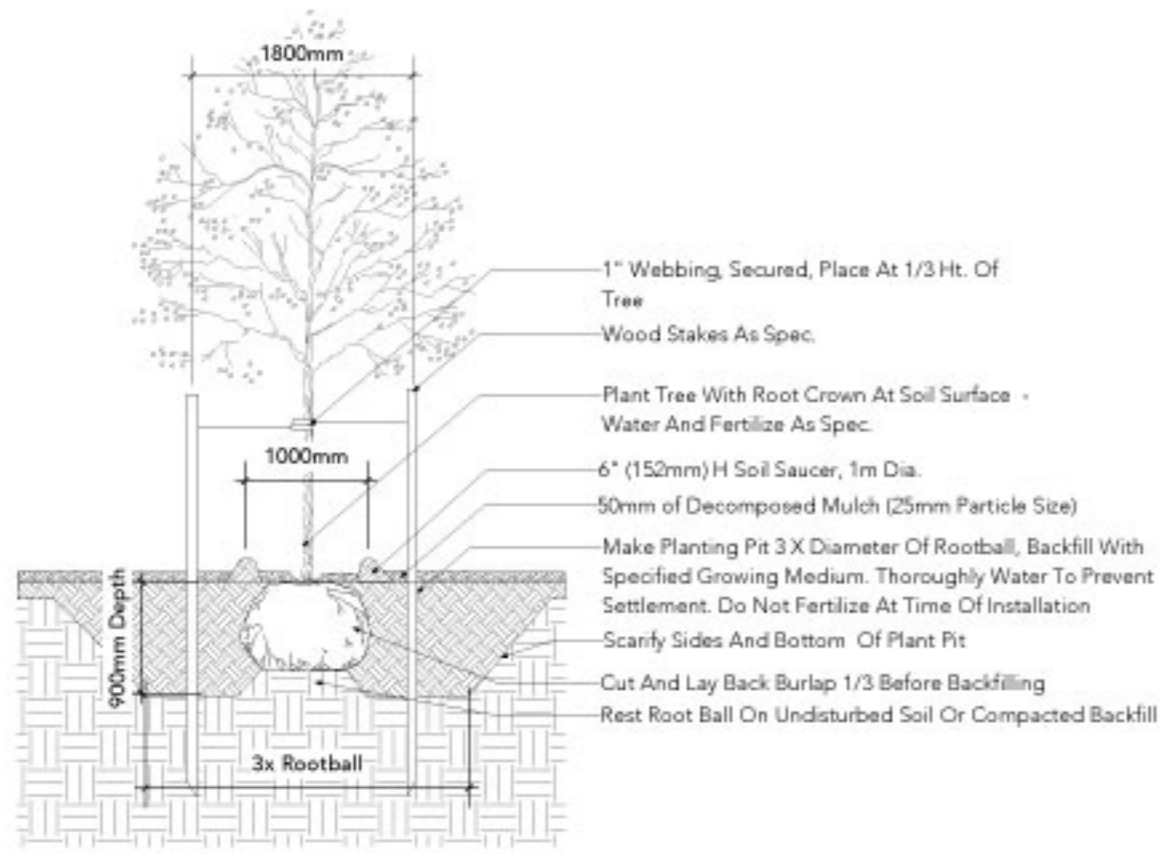 1800mm
1" Webbing, Secured, Place At 1/3 Ht. Of
Tree
Wood Stakes As Spec.
Plant Tree With Root Crown At Soil Surface -
Water And Fertilize As Spec.
1000mm
6" (152mm) H Soil Saucer, 1m Dia.
50mm of Decomposed Mulch (25mm Particle Size)
Make Planting Pit 3 X Diameter Of Rootball, Backfill With
Specified Growing Medium. Thoroughly Water To Prevent
Settlement. Do Not Fertilize At Time Of Installation
900mm Depth
Scarify Sides And Bottom Of Plant Pit
Cut And Lay Back Burlap 1/3 Before Backfilling
Rest Root Ball On Undisturbed Soil Or Compacted Backfill
3x Rootball